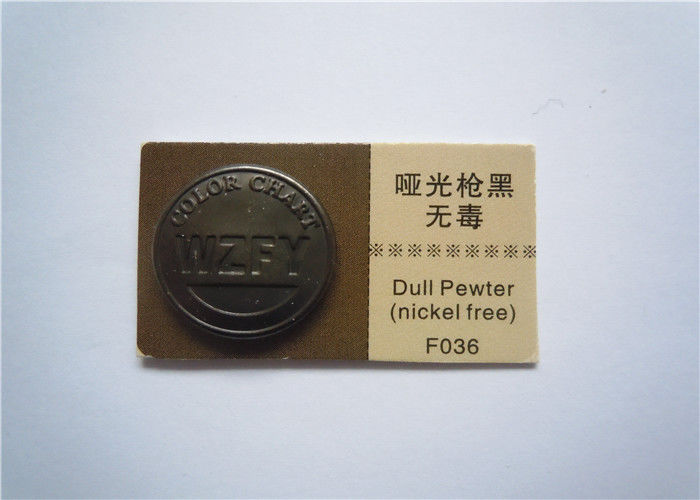 COLOR CHART
WZFY
哑光枪黑
无毒
※※※※※※※※※※※※
Dull Pewter
(nickel free)
F036